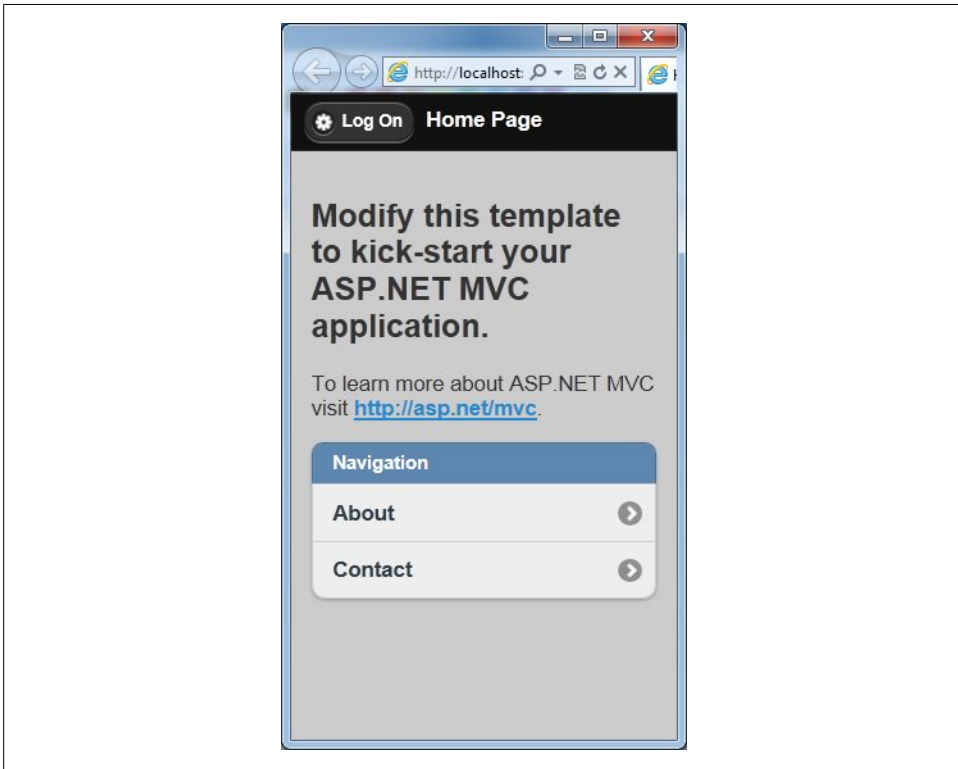 http://localhost:
Log On
Home Page
Modify this template
to kick-start your
ASP.NET MVC
application.
To learn more about ASP.NET MVC
visit http://asp.net/mvc.
Navigation
About
Contact